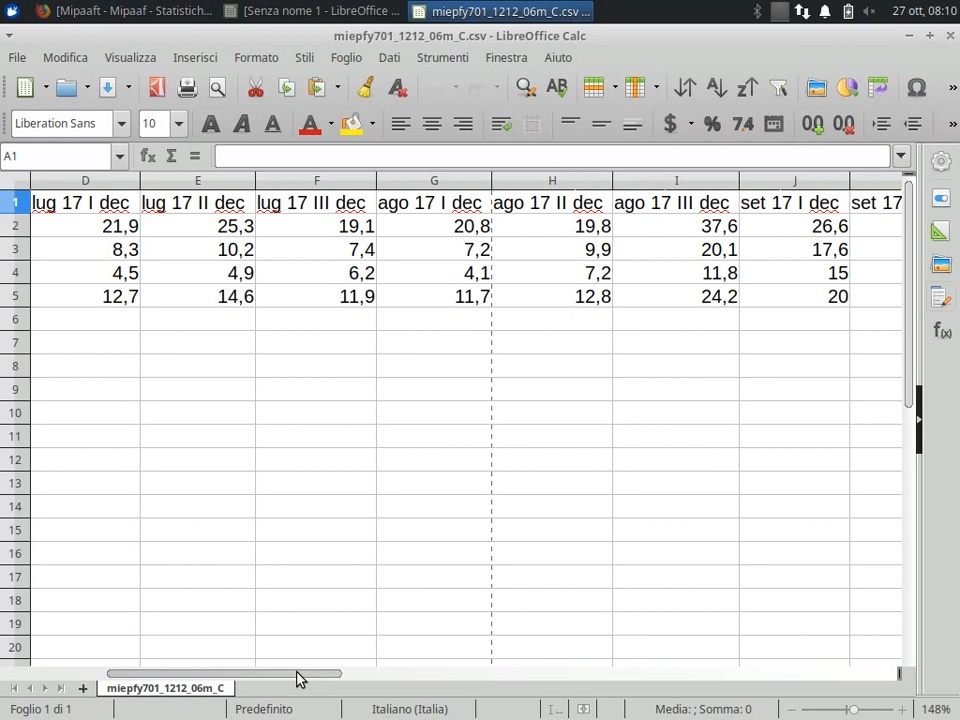 [Mipaaft - Mipaaf - Statistich...
[Senza nome 1 - LibreOffice ...
miepfy701_1212_06m_C.csv ...
27 ott, 08:10
miepfy701_1212_06m_C.csv - LibreOffice Calc
File Modifica Visualizza Inserisci Formato Stili Foglio Dati Strumenti Finestra Aiuto
Liberation Sans 10
A1
D E F G H I J
1 lug 17 I dec lug 17 II dec lug 17 III dec ago 17 I dec ago 17 II dec ago 17 III dec set 17 I dec set 17
2 21,9 25,3 19,1 20,8 19,8 37,6 26,6
3 8,3 10,2 7,4 7,2 9,9 20,1 17,6
4 4,5 4,9 6,2 4,1 7,2 11,8 15
5 12,7 14,6 11,9 11,7 12,8 24,2 20
6
7
8
9
10
11
12
13
14
15
16
17
18
19
20
miepfy701_1212_06m_C
Foglio 1 di 1 Predefinito Italiano (Italia) Media: ; Somma: 0 148%